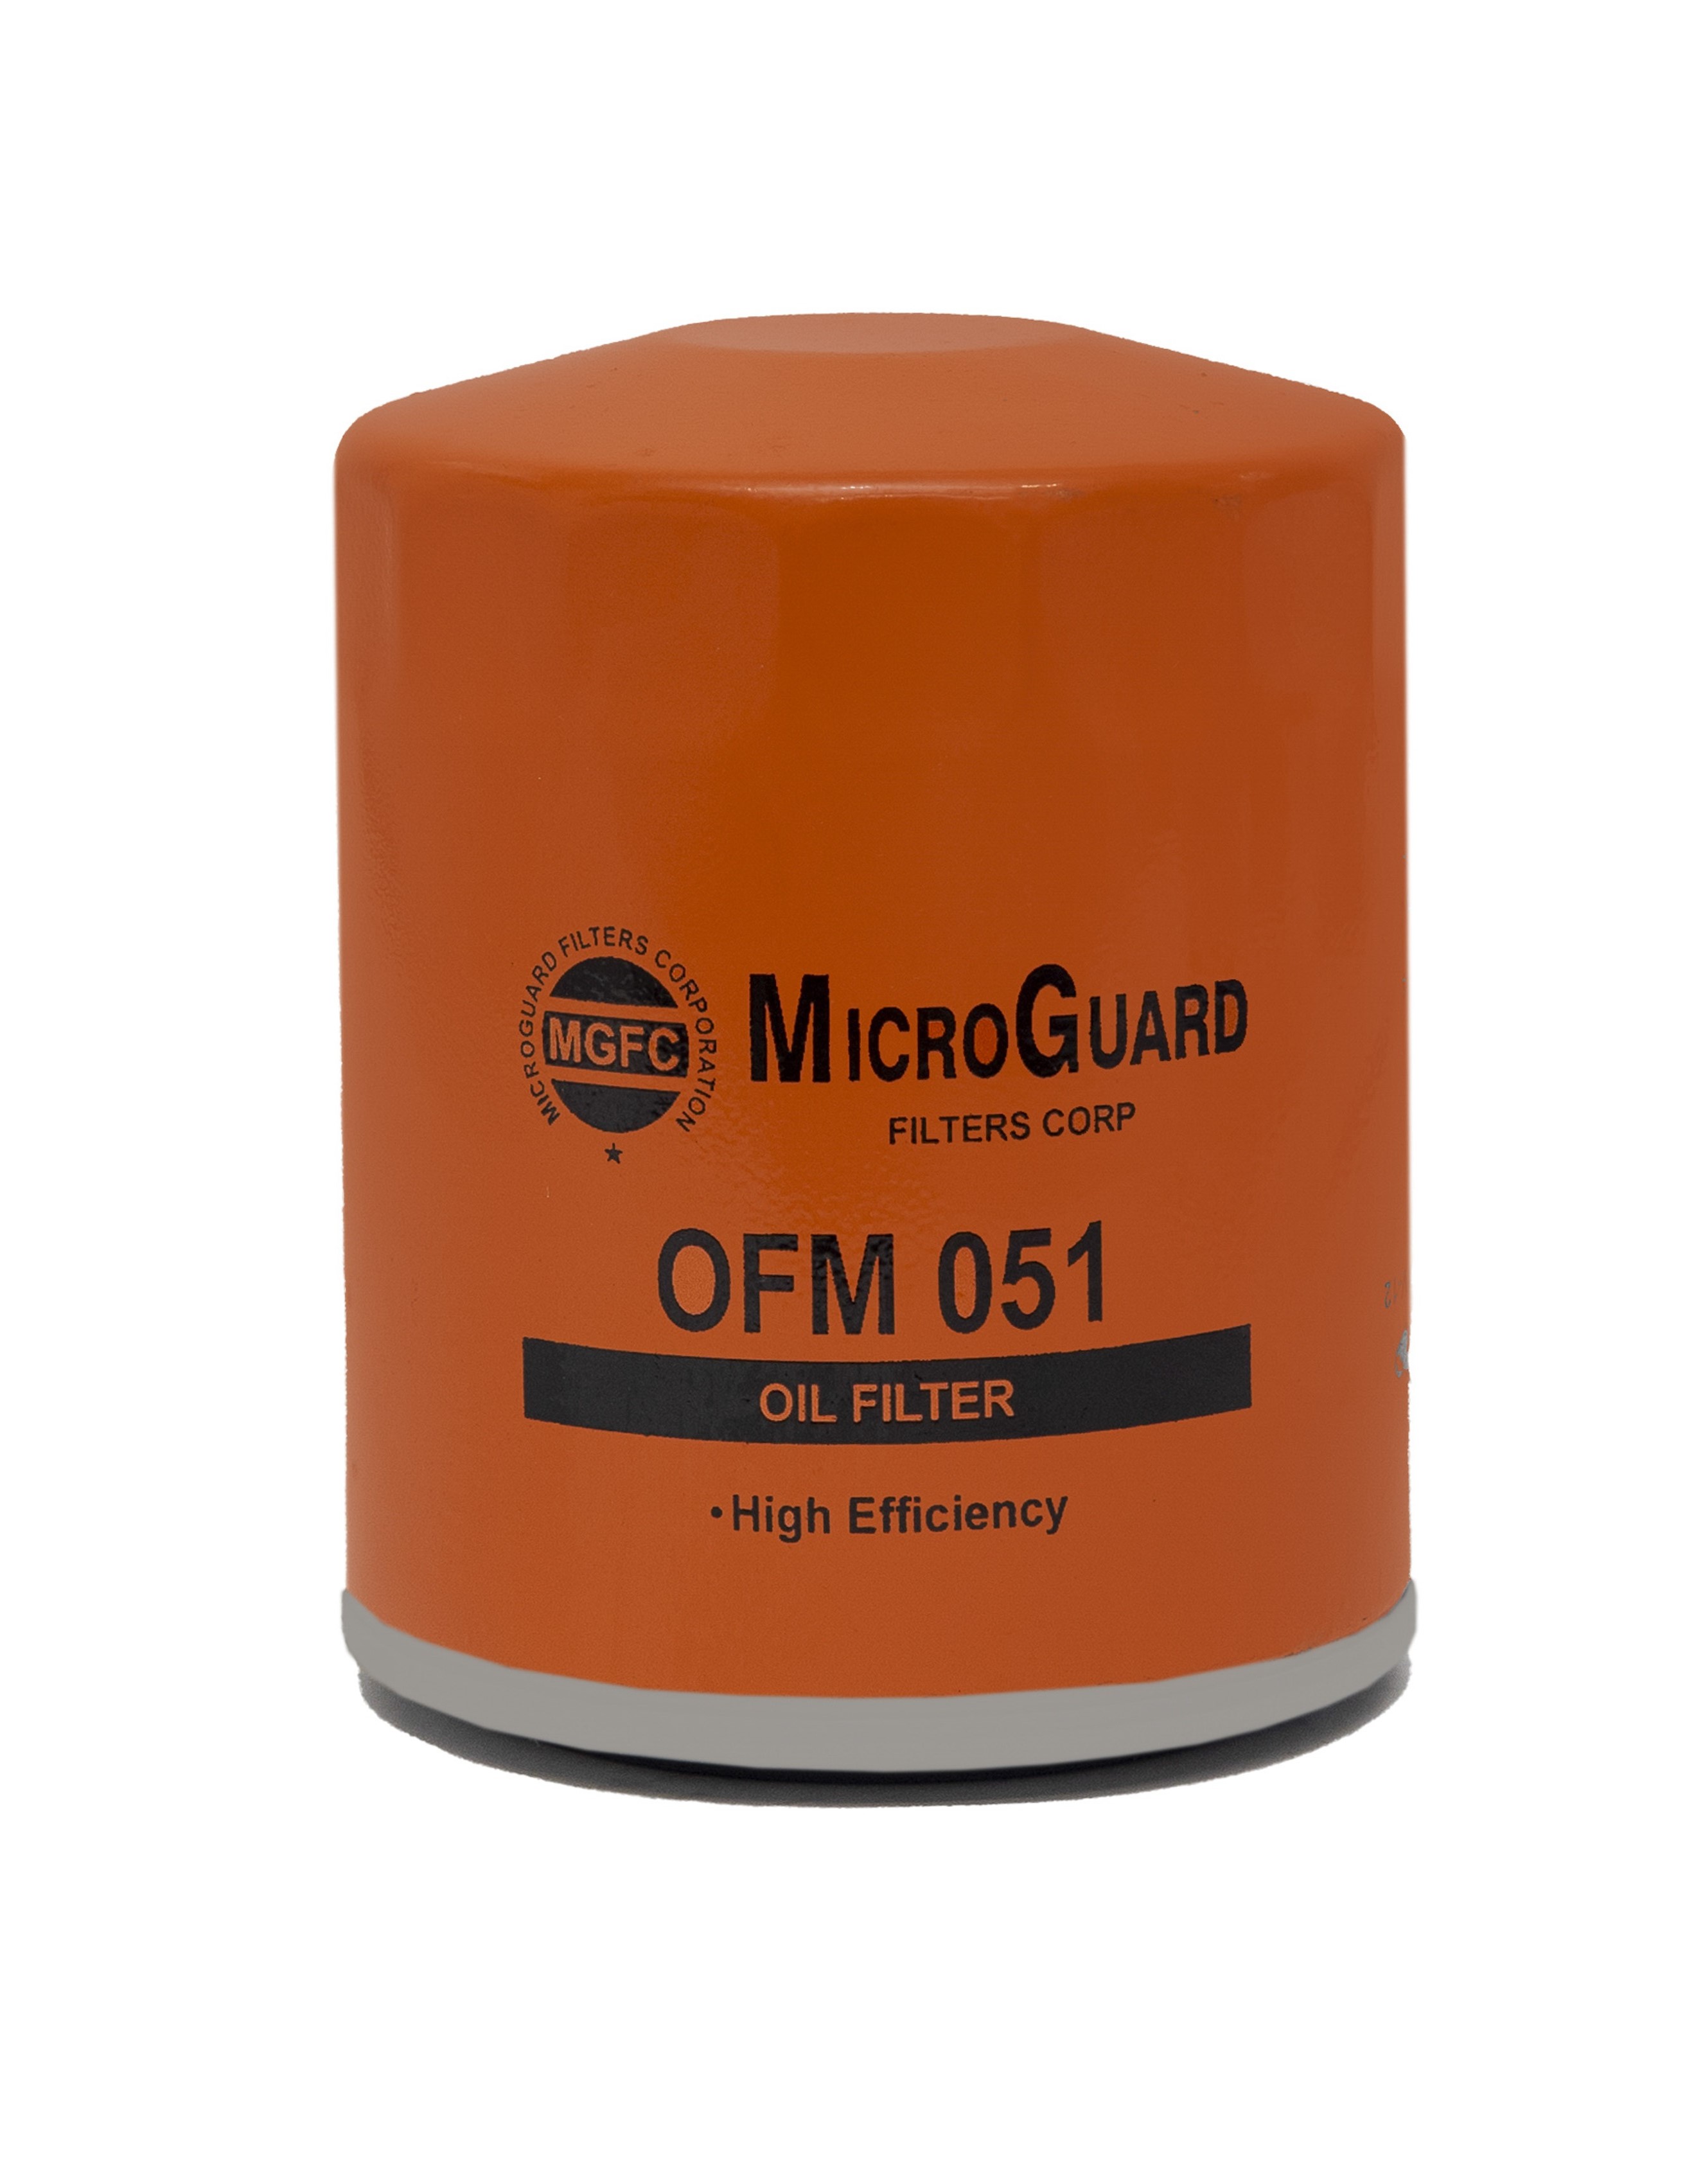 MICROGUARD FILTERS CORPORATION
MGFC
MICROGUARD
FILTERS CORP
OFM 051
OIL FILTER
•High Efficiency